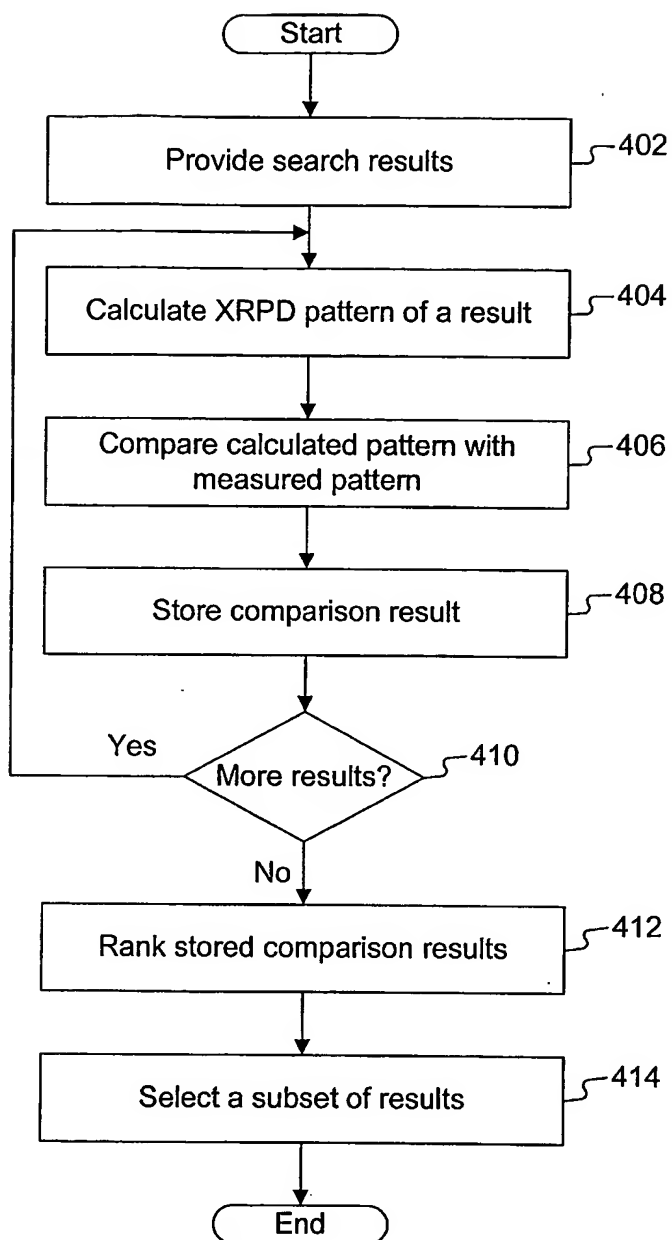 Start
Provide search results
402
Calculate XRPD pattern of a result
404
Compare calculated pattern with
measured pattern
406
Store comparison result
408
Yes
More results?
410
No
Rank stored comparison results
412
Select a subset of results
414
End